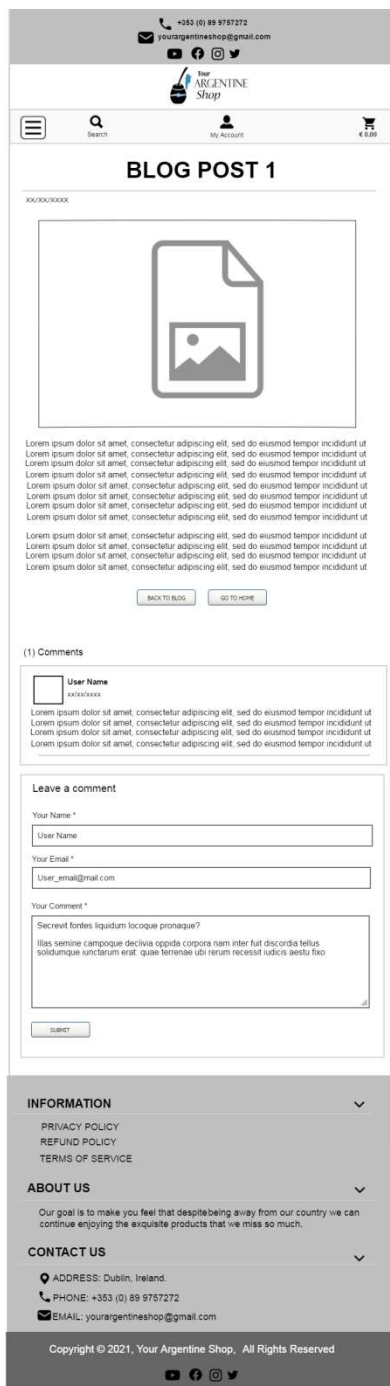 +353 (0) 89 9757272
yourargentineshop@gmail.com
Your
ARGENTINE
Shop
Search
My Account
€ 0.00
BLOG POST 1
xx/xx/xxxx
Lorem ipsum dolor sit amet, consectetur adipiscing elit, sed do eiusmod tempor incididunt ut
Lorem ipsum dolor sit amet, consectetur adipiscing elit, sed do eiusmod tempor incididunt ut
Lorem ipsum dolor sit amet, consectetur adipiscing elit, sed do eiusmod tempor incididunt ut
Lorem ipsum dolor sit amet, consectetur adipiscing elit, sed do eiusmod tempor incididunt ut
Lorem ipsum dolor sit amet, consectetur adipiscing elit, sed do eiusmod tempor incididunt ut
Lorem ipsum dolor sit amet, consectetur adipiscing elit, sed do eiusmod tempor incididunt ut
Lorem ipsum dolor sit amet, consectetur adipiscing elit, sed do eiusmod tempor incididunt ut
Lorem ipsum dolor sit amet, consectetur adipiscing elit, sed do eiusmod tempor incididunt ut
Lorem ipsum dolor sit amet, consectetur adipiscing elit, sed do eiusmod tempor incididunt ut
Lorem ipsum dolor sit amet, consectetur adipiscing elit, sed do eiusmod tempor incididunt ut
Lorem ipsum dolor sit amet, consectetur adipiscing elit, sed do eiusmod tempor incididunt ut
Lorem ipsum dolor sit amet, consectetur adipiscing elit, sed do eiusmod tempor incididunt ut
BACK TO BLOG
GO TO HOME
(1) Comments
User Name
xx/xx/xxxx
Lorem ipsum dolor sit amet, consectetur adipiscing elit, sed do eiusmod tempor incididunt ut
Lorem ipsum dolor sit amet, consectetur adipiscing elit, sed do eiusmod tempor incididunt ut
Lorem ipsum dolor sit amet, consectetur adipiscing elit, sed do eiusmod tempor incididunt ut
Lorem ipsum dolor sit amet, consectetur adipiscing elit, sed do eiusmod tempor incididunt ut
Leave a comment
Your Name *
User Name
Your Email *
User_email@mail.com
Your Comment *
Secrevit fontes liquidum locoque pronaque?
Illas semine campoque declivia oppida corpora nam inter fuit discordia tellus
solidumque iunctarum erat: quae terrenae ubi rerum recessit iudicis aestu fixo
SUBMIT
INFORMATION
PRIVACY POLICY
REFUND POLICY
TERMS OF SERVICE
ABOUT US
Our goal is to make you feel that despitebeing away from our country we can
continue enjoying the exquisite products that we miss so much.
CONTACT US
ADDRESS: Dublin, Ireland.
PHONE: +353 (0) 89 9757272
EMAIL: yourargentineshop@gmail.com
Copyright © 2021, Your Argentine Shop, All Rights Reserved